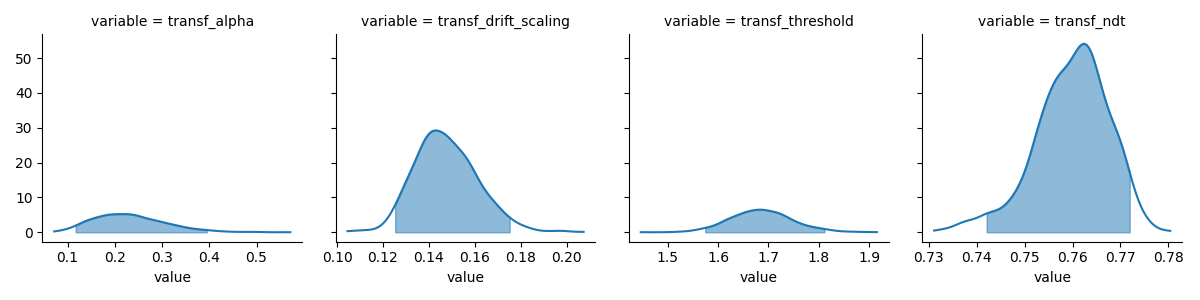 variable = transf_alpha
variable = transf_drift_scaling
variable = transf_threshold
variable = transf_ndt
50
40
30
20
10
0
0.1 0.2 0.3 0.4 0.5
0.10 0.12 0.14 0.16 0.18 0.20
1.5 1.6 1.7 1.8 1.9
0.73 0.74 0.75 0.76 0.77 0.78
value
value
value
value